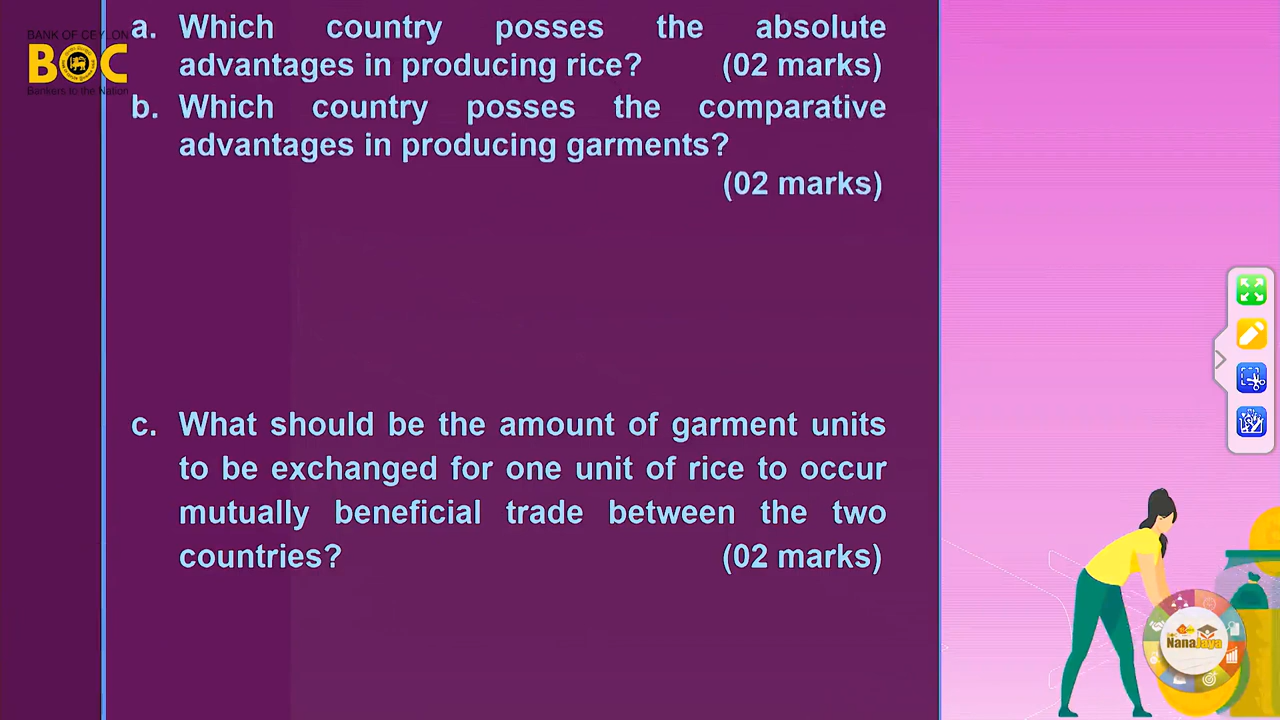 BANK OF CEYLON
BOC
Bankers to the Nation
a. Which country posses the absolute
advantages in producing rice? (02 marks)
b. Which country posses the comparative
advantages in producing garments?
(02 marks)
c. What should be the amount of garment units
to be exchanged for one unit of rice to occur
mutually beneficial trade between the two
countries? (02 marks)
NanaJaya